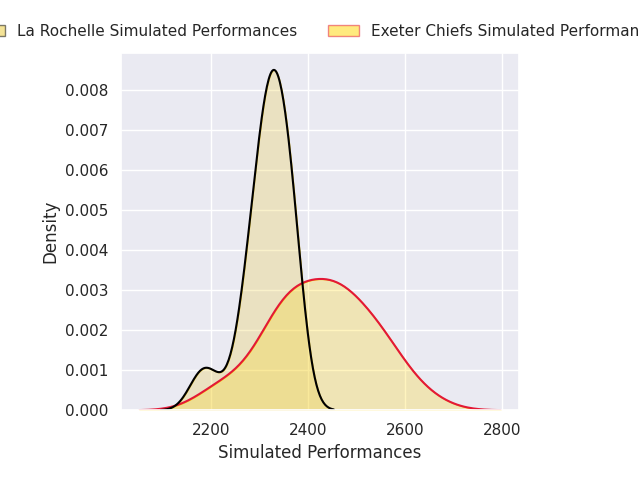 La Rochelle Simulated Performances
Exeter Chiefs Simulated
0.008
0.007
0.006
0.005
0.004
0.003
0.002
0.001
0.000
Density
2200 2400 2600 2800
Simulated Performances